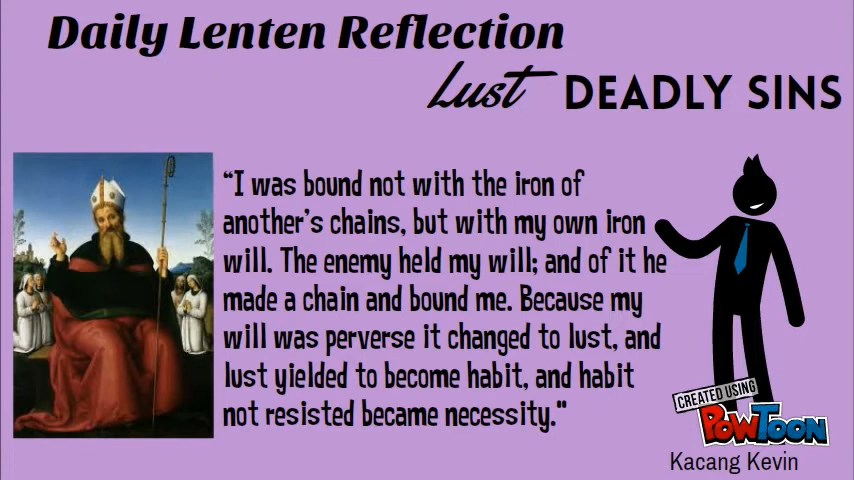 Daily Lenten Reflection
Lust DEADLY SINS
“I was bound not with the iron of
another’s chains, but with my own iron
will. The enemy held my will; and of it he
made a chain and bound me. Because my
will was perverse it changed to lust, and
lust yielded to become habit, and habit
not resisted became necessity."
CREATED USING
POWTOON
Kacang Kevin